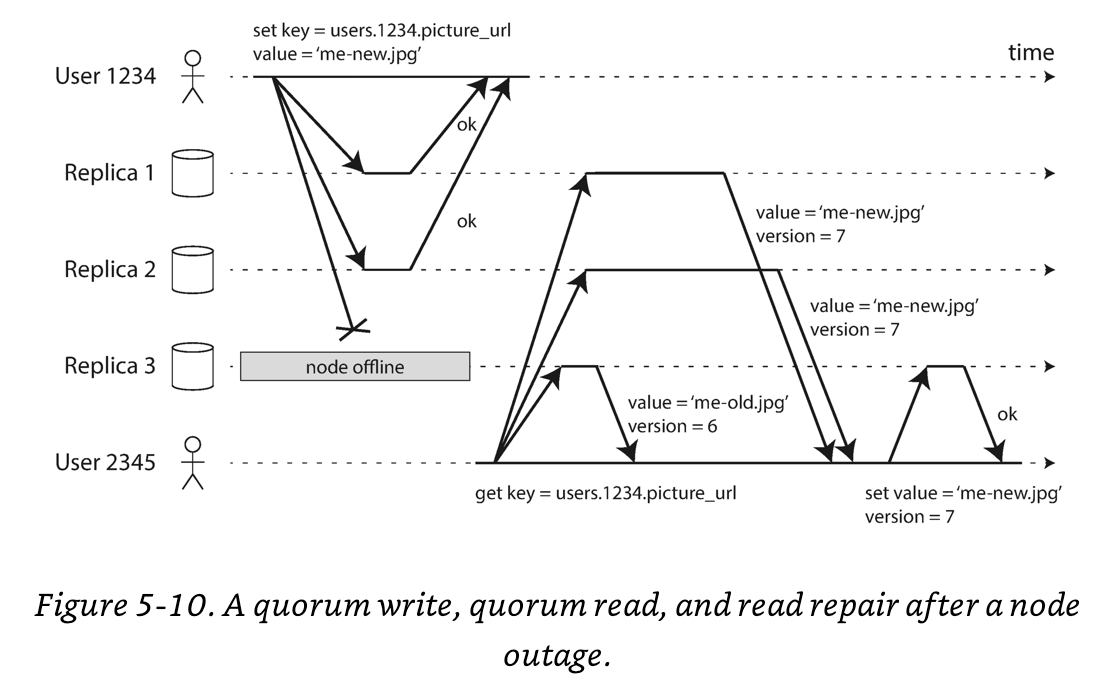 set key = users.1234.picture_url
value = ‘me-new.jpg’
time
User 1234
ok
Replica 1
value = ‘me-new.jpg’
version = 7
ok
Replica 2
value = ‘me-new.jpg’
version = 7
Replica 3
node offline
value = ‘me-old.jpg’
version = 6
ok
User 2345
get key = users.1234.picture_url
set value = ‘me-new.jpg’
version = 7
Figure 5-10. A quorum write, quorum read, and read repair after a node
outage.